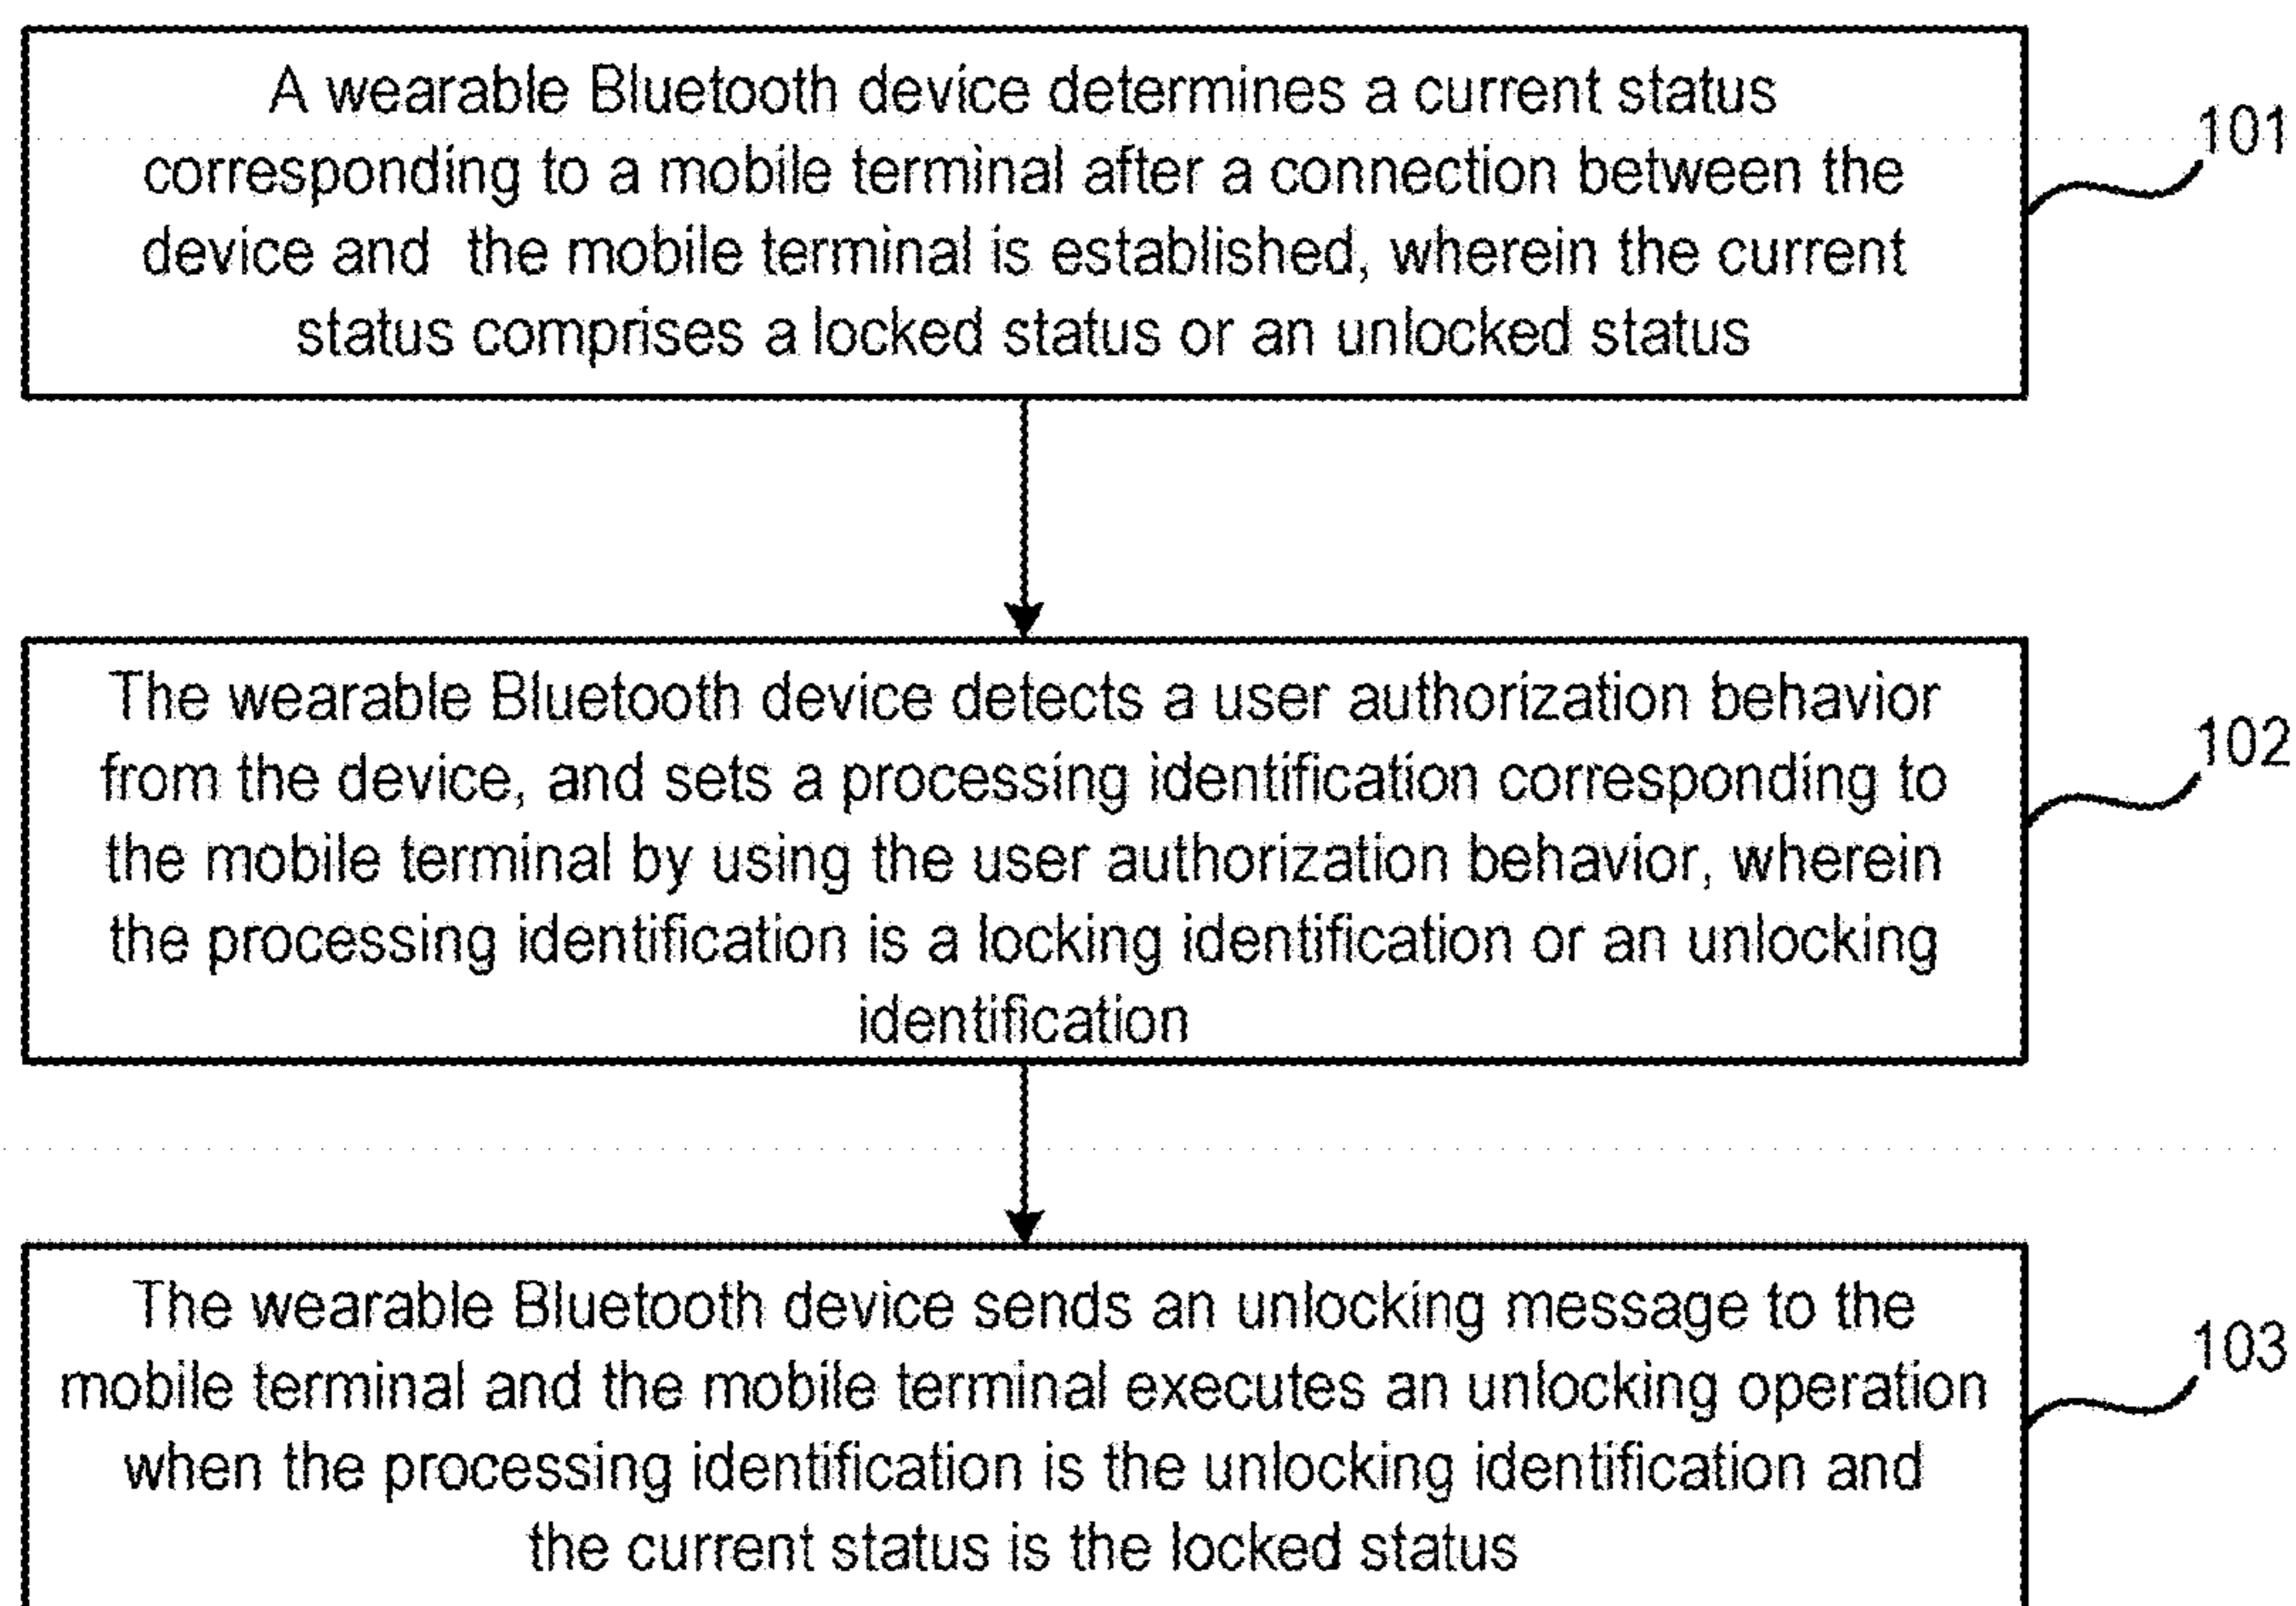 A wearable Bluetooth device determines a current status
corresponding to a mobile terminal after a connection between the
device and the mobile terminal is established, wherein the current
status comprises a locked status or an unlocked status
101
The wearable Bluetooth device detects a user authorization behavior
from the device, and sets a processing identification corresponding to
the mobile terminal by using the user authorization behavior, wherein
the processing identification is a locking identification or an unlocking
identification
102
The wearable Bluetooth device sends an unlocking message to the
mobile terminal and the mobile terminal executes an unlocking operation
when the processing identification is the unlocking identification and
the current status is the locked status
103